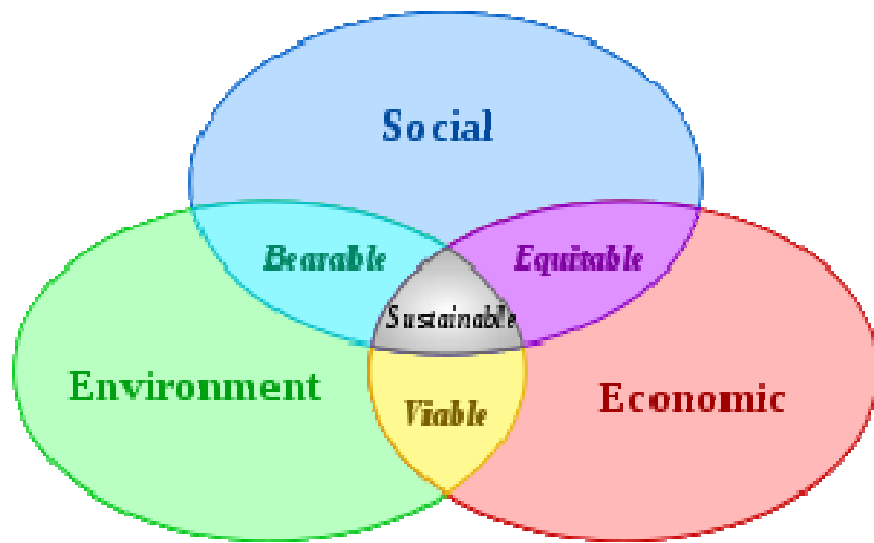 Social
Bearable
Equitable
Sustainable
Environment
Viable
Economic